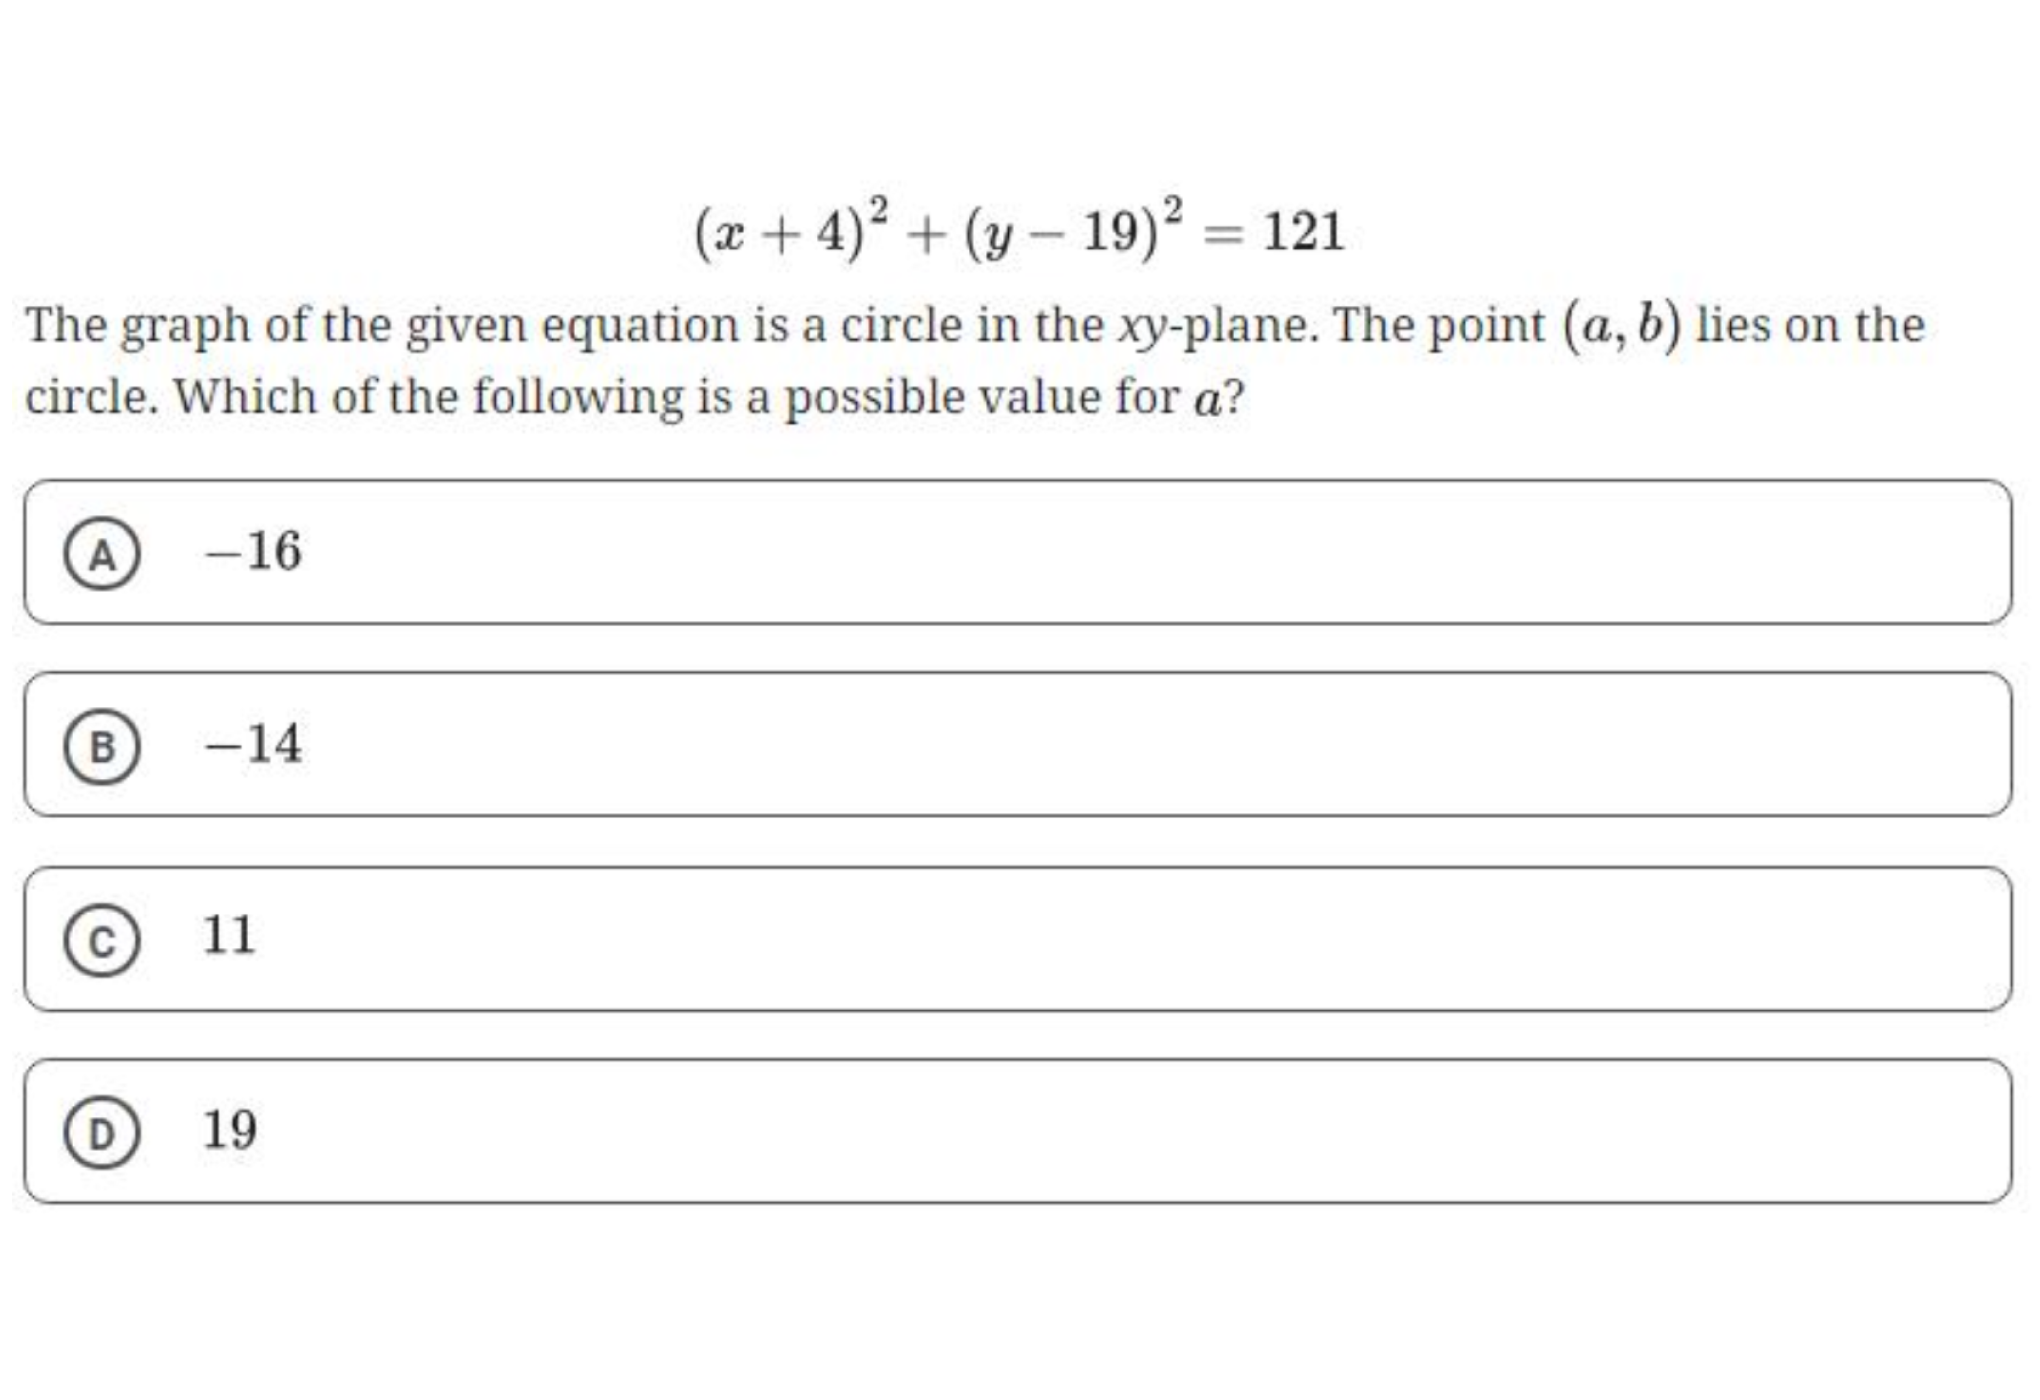 (x + 4)² + (y − 19)² = 121
The graph of the given equation is a circle in the xy-plane. The point (a, b) lies on the
circle. Which of the following is a possible value for a?
A −16
B −14
C 11
D 19